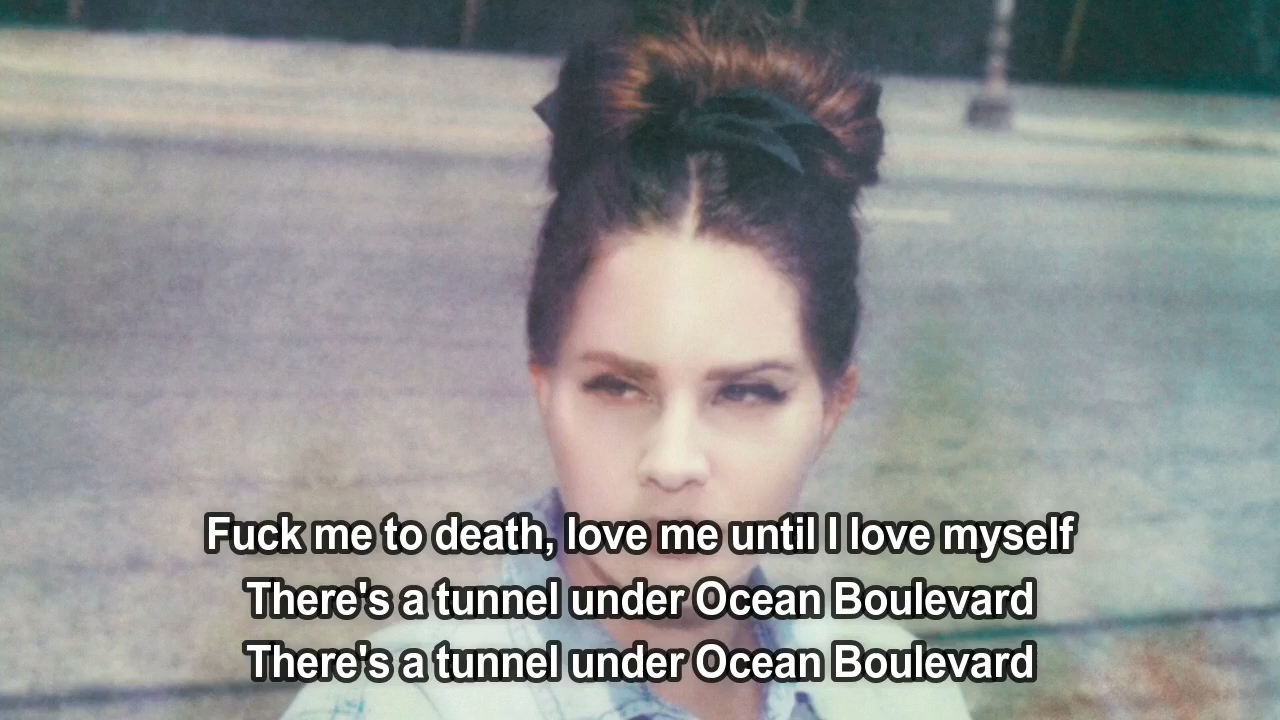 Fuck me to death, love me until I love myself
There's a tunnel under Ocean Boulevard
There's a tunnel under Ocean Boulevard